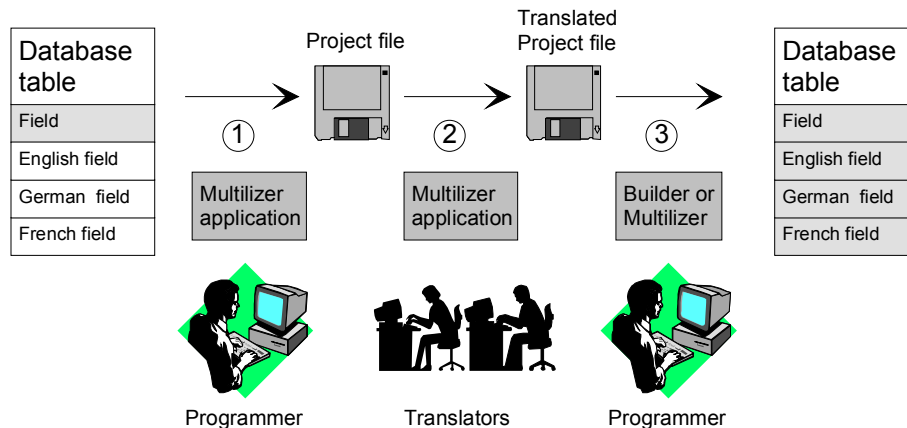 Database
table
Field
English field
German field
French field
Project file
Translated
Project file
1
2
3
Multilizer
application
Multilizer
application
Builder or
Multilizer
Programmer
Translators
Programmer
Database
table
Field
English field
German field
French field